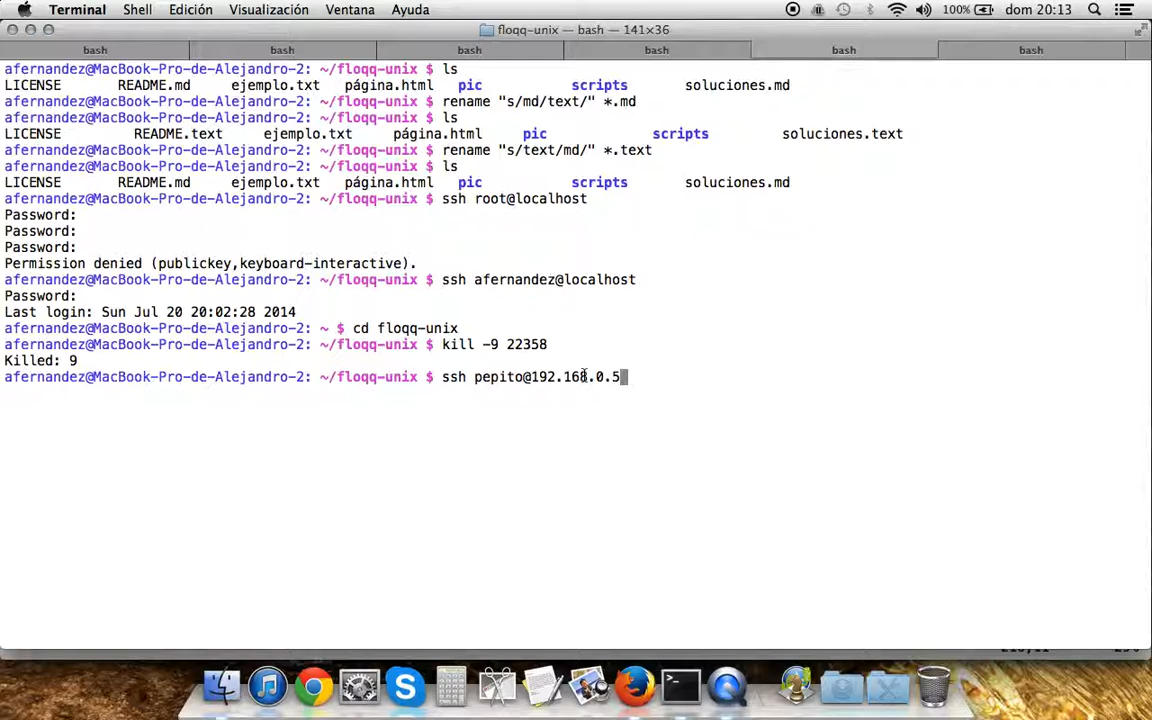 Terminal Shell Edición Visualización Ventana Ayuda 100% dom 20:13
floqq-unix — bash — 141×36
bash bash bash bash bash bash
afernandez@MacBook-Pro-de-Alejandro-2: ~/floqq-unix $ ls
LICENSE README.md ejemplo.txt página.html pic scripts soluciones.md
afernandez@MacBook-Pro-de-Alejandro-2: ~/floqq-unix $ rename "s/md/text/" *.md
afernandez@MacBook-Pro-de-Alejandro-2: ~/floqq-unix $ ls
LICENSE README.text ejemplo.txt página.html pic scripts soluciones.text
afernandez@MacBook-Pro-de-Alejandro-2: ~/floqq-unix $ rename "s/text/md/" *.text
afernandez@MacBook-Pro-de-Alejandro-2: ~/floqq-unix $ ls
LICENSE README.md ejemplo.txt página.html pic scripts soluciones.md
afernandez@MacBook-Pro-de-Alejandro-2: ~/floqq-unix $ ssh root@localhost
Password:
Password:
Password:
Permission denied (publickey,keyboard-interactive).
afernandez@MacBook-Pro-de-Alejandro-2: ~/floqq-unix $ ssh afernandez@localhost
Password:
Last login: Sun Jul 20 20:02:28 2014
afernandez@MacBook-Pro-de-Alejandro-2: ~ $ cd floqq-unix
afernandez@MacBook-Pro-de-Alejandro-2: ~/floqq-unix $ kill -9 22358
Killed: 9
afernandez@MacBook-Pro-de-Alejandro-2: ~/floqq-unix $ ssh pepito@192.168.0.5